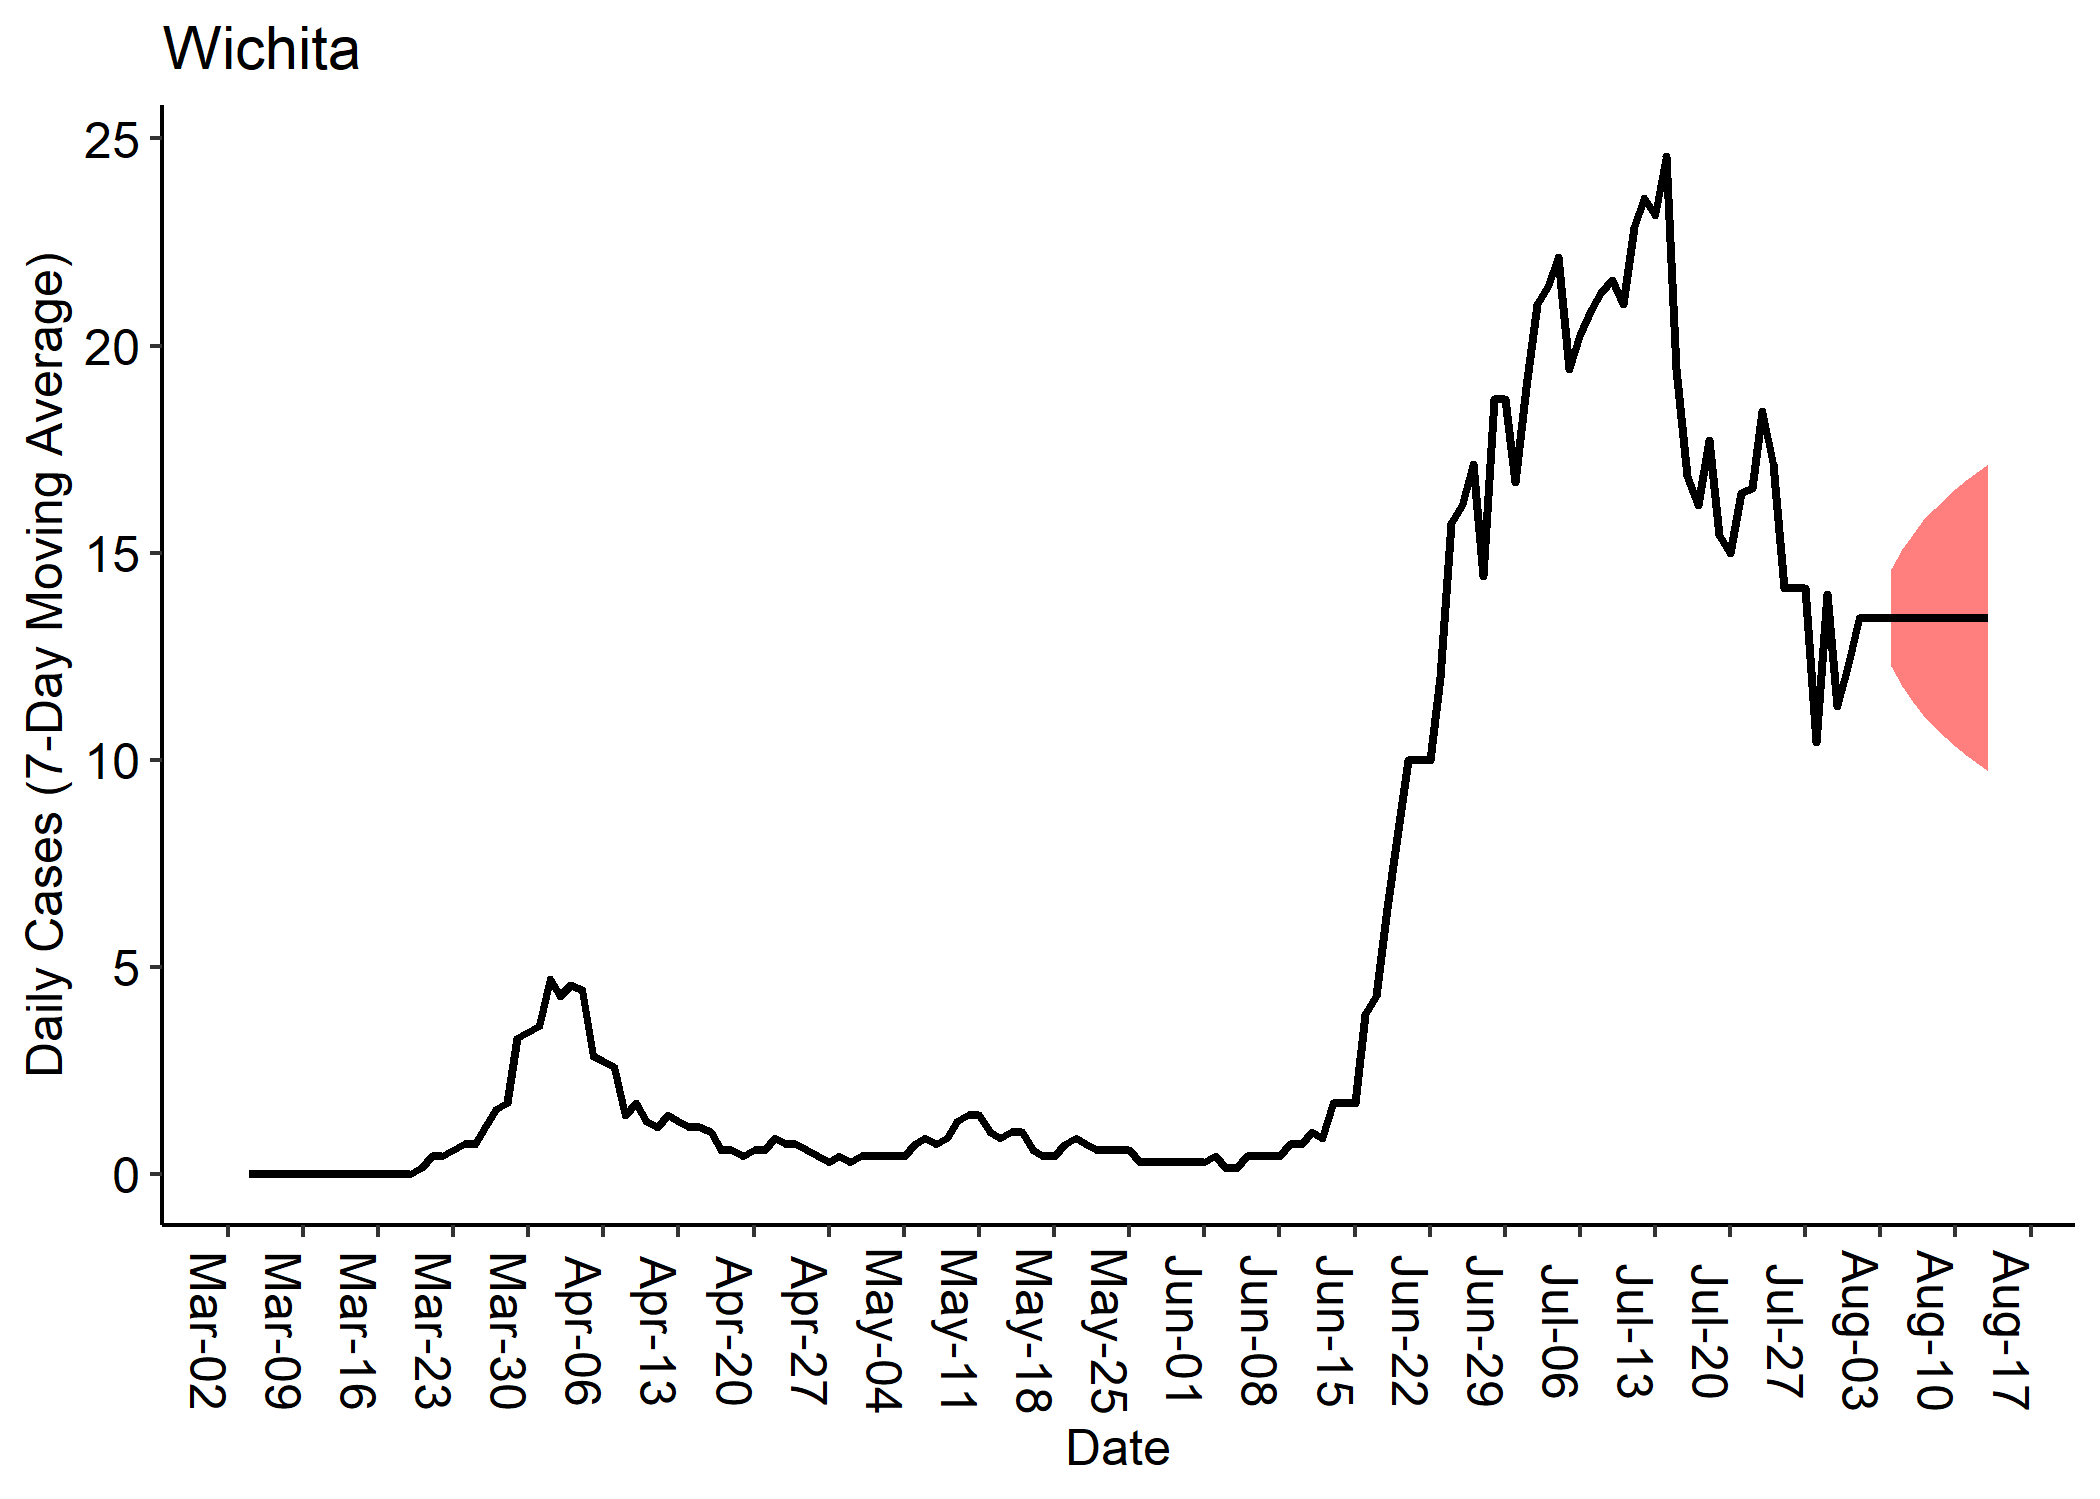 Wichita
Daily Cases (7-Day Moving Average)
25
20
15
10
5
0
Mar-02
Mar-09
Mar-16
Mar-23
Mar-30
Apr-06
Apr-13
Apr-20
Apr-27
May-04
May-11
May-18
May-25
Jun-01
Jun-08
Jun-15
Jun-22
Jun-29
Jul-06
Jul-13
Jul-20
Jul-27
Aug-03
Aug-10
Aug-17
Date